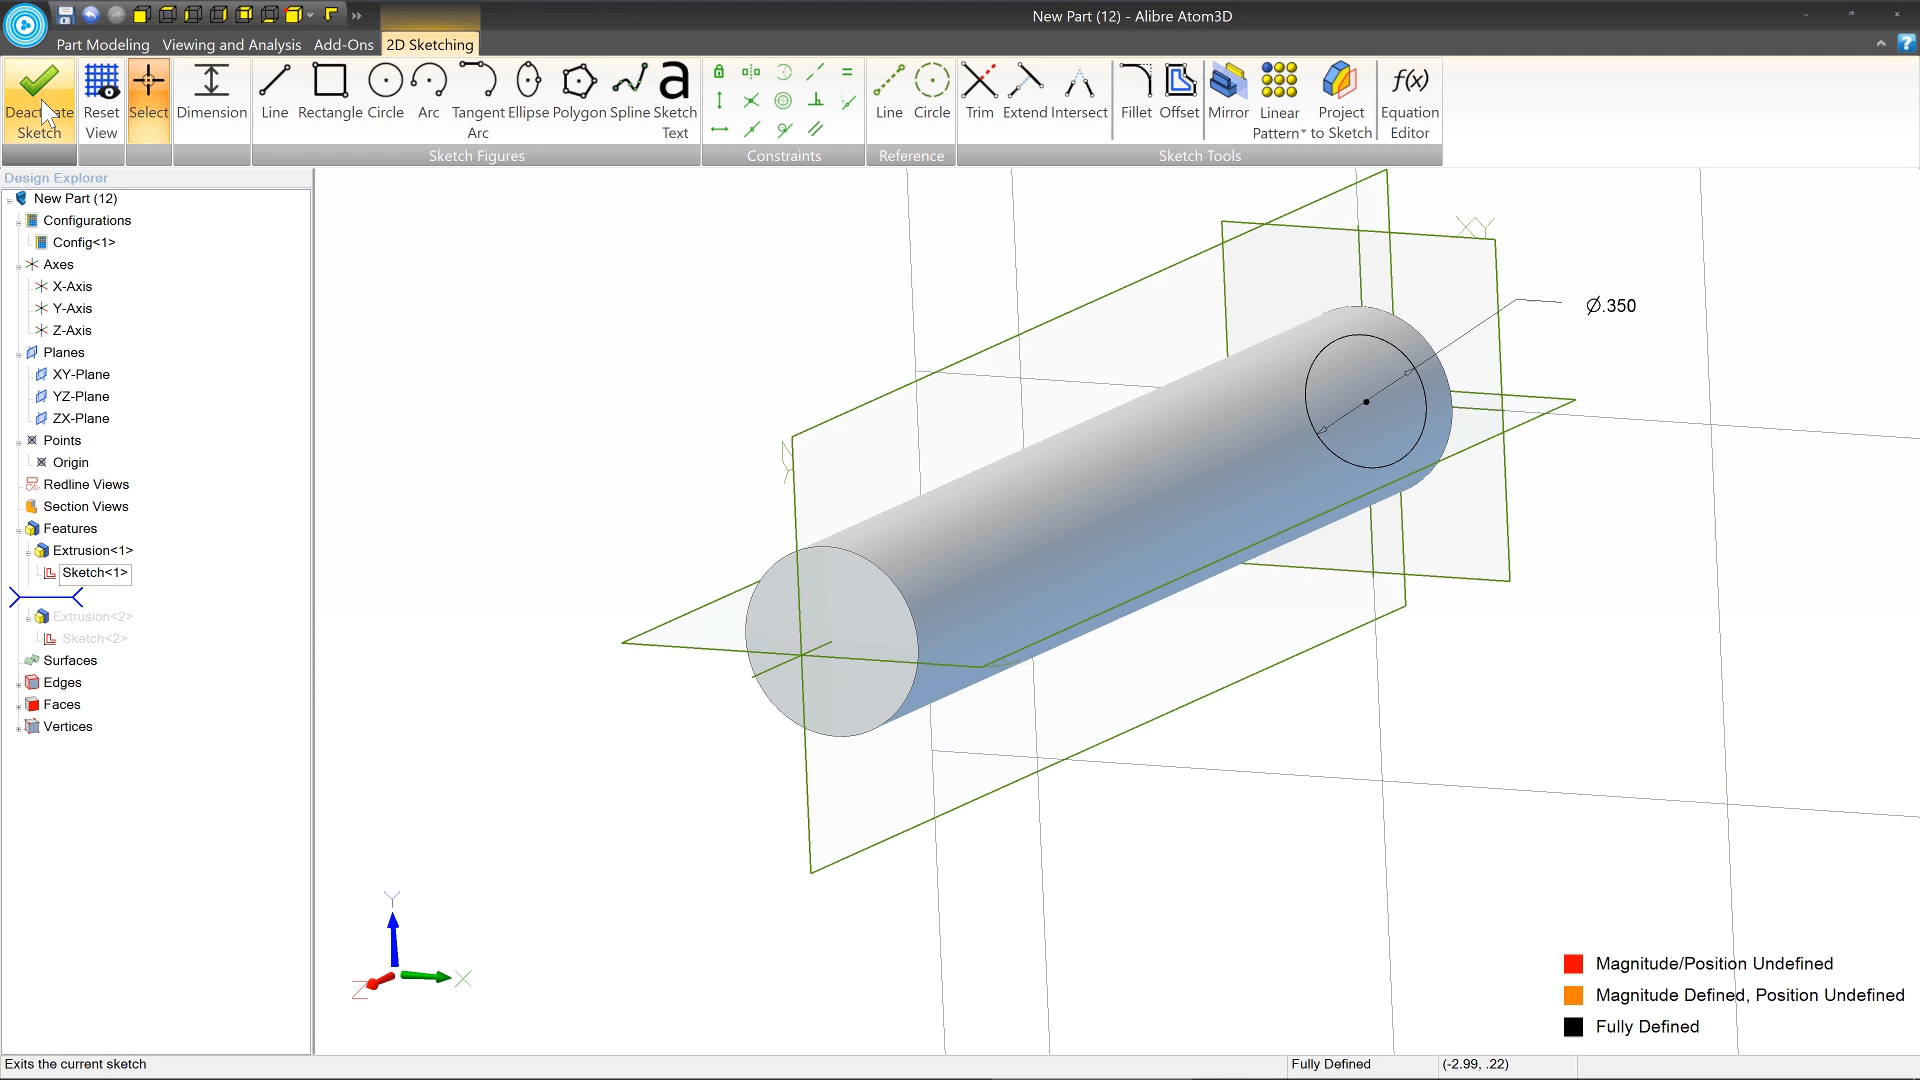 New Part (12) - Alibre Atom3D
Part Modeling
Viewing and Analysis
Add-Ons
2D Sketching
Sketch
Reset
View
Select
Dimension
Line
Rectangle
Circle
Arc
Tangent
Arc
Ellipse
Polygon
Spline
Sketch
Text
Line
Circle
Trim
Extend
Intersect
Fillet
Offset
Mirror
Linear
Pattern
Project
to Sketch
f(x)
Equation
Editor
Sketch Figures
Constraints
Reference
Sketch Tools
Design Explorer
New Part (12)
Configurations
Config<1>
Axes
X-Axis
Y-Axis
Z-Axis
Planes
XY-Plane
YZ-Plane
ZX-Plane
Points
Origin
Redline Views
Section Views
Features
Extrusion<1>
Sketch<1>
Extrusion<2>
Sketch<2>
Surfaces
Edges
Faces
Vertices
XY
∅.350
Y
X
Z
Magnitude/Position Undefined
Magnitude Defined, Position Undefined
Fully Defined
Exits the current sketch
Fully Defined
(-2.99, .22)